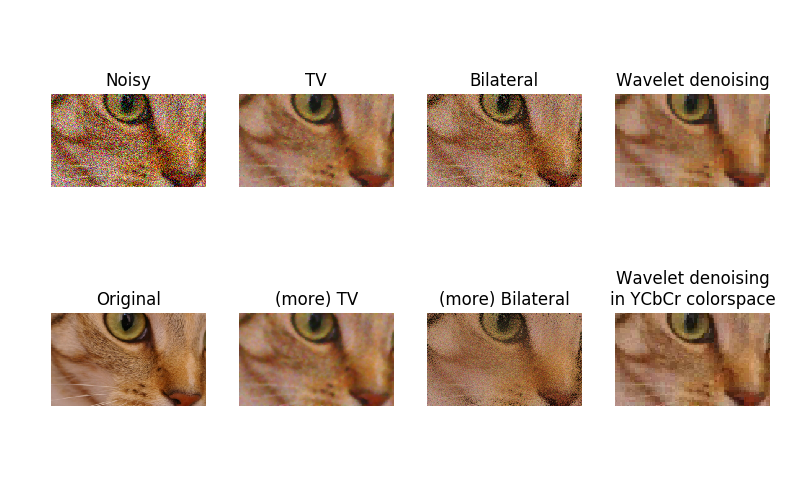 Noisy
TV
Bilateral
Wavelet denoising
Original
(more) TV
(more) Bilateral
Wavelet denoising
in YCbCr colorspace